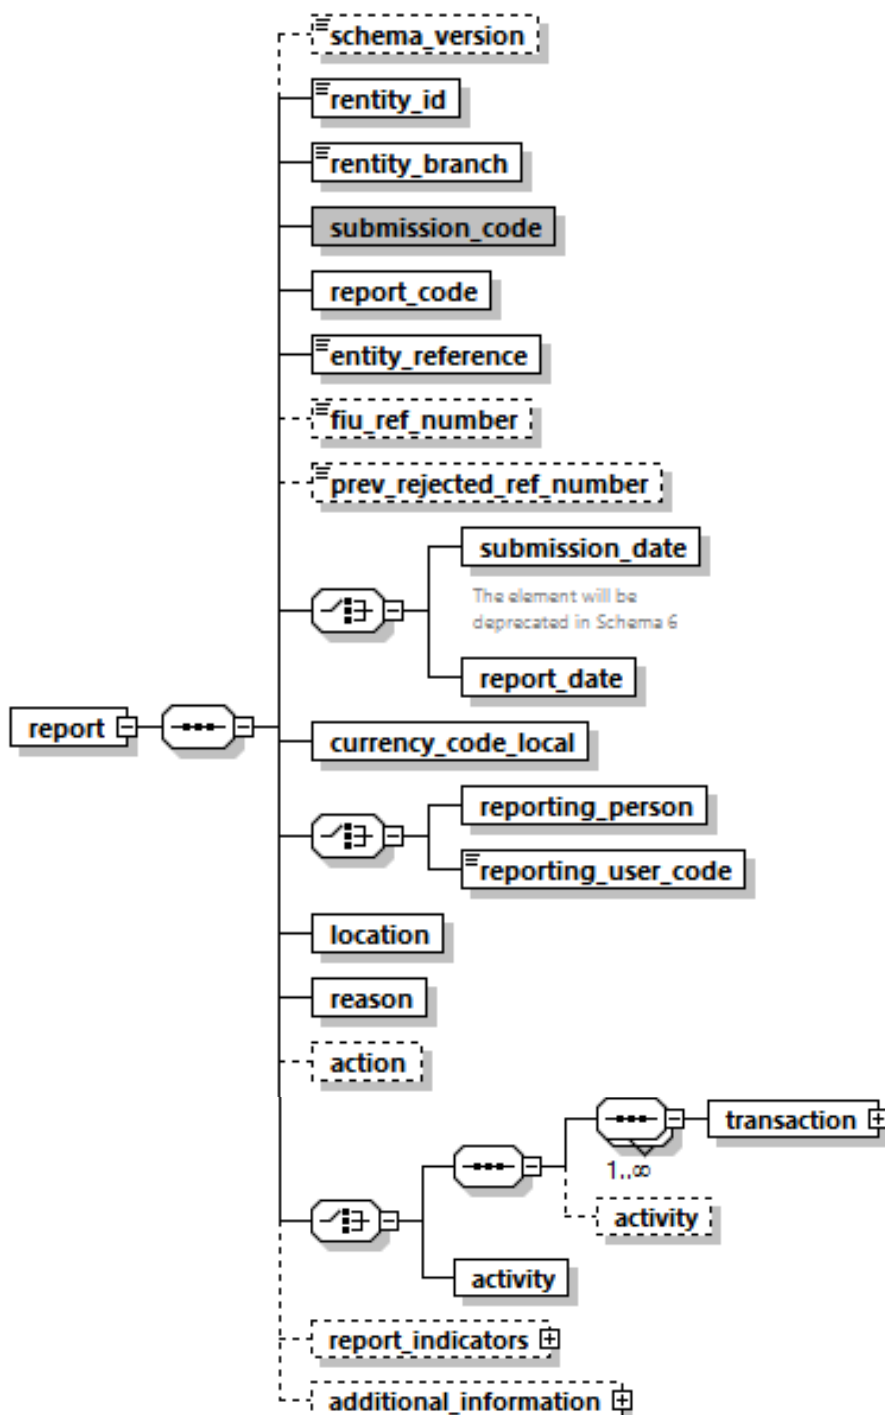 schema_version
rentity_id
rentity_branch
submission_code
report_code
entity_reference
fiu_ref_number
prev_rejected_ref_number
submission_date
The element will be
deprecated in Schema 6
report_date
report
currency_code_local
reporting_person
reporting_user_code
location
reason
action
transaction
1..∞
activity
activity
report_indicators
additional_information